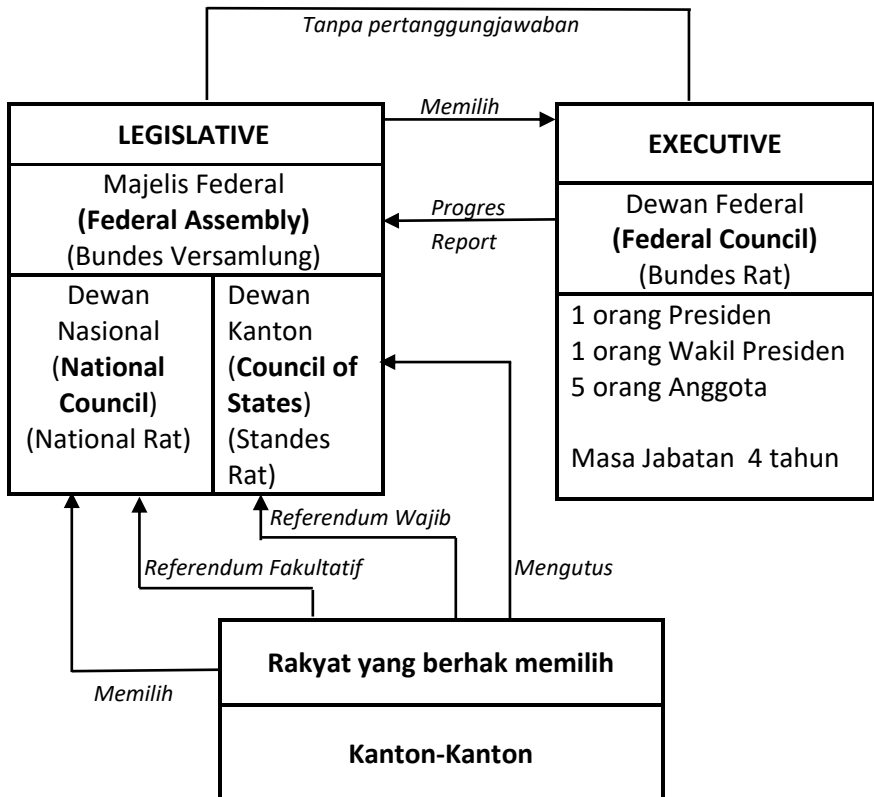 Tanpa pertanggungjawaban
LEGISLATIVE
Majelis Federal
(Federal Assembly)
(Bundes Versamlung)
Dewan
Nasional
(National
Council)
(National Rat)
Dewan
Kanton
(Council of
States)
(Standes
Rat)
Memilih
Progres
Report
EXECUTIVE
Dewan Federal
(Federal Council)
(Bundes Rat)
1 orang Presiden
1 orang Wakil Presiden
5 orang Anggota
Masa Jabatan 4 tahun
Referendum Wajib
Referendum Fakultatif
Mengutus
Memilih
Rakyat yang berhak memilih
Kanton-Kanton